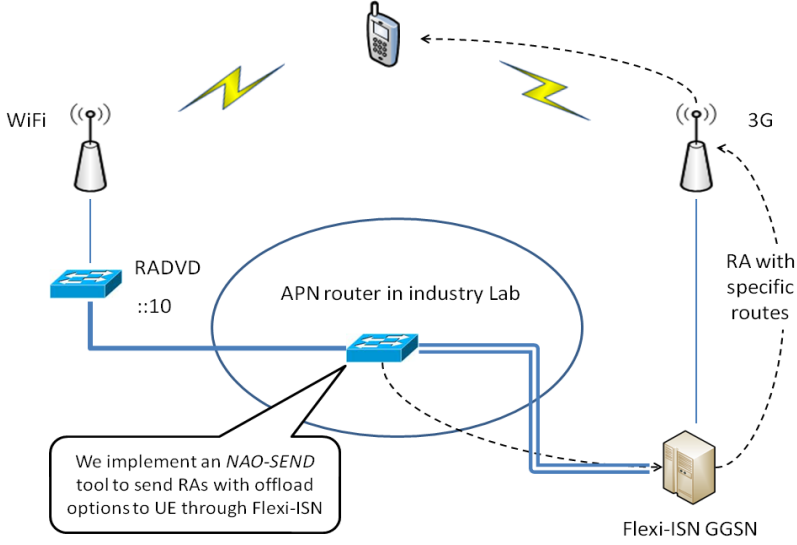 WiFi
3G
RADVD
::10
APN router in industry Lab
RA with
specific
routes
We implement an NAO-SEND
tool to send RAs with offload
options to UE through Flexi-ISN
Flexi-ISN GGSN